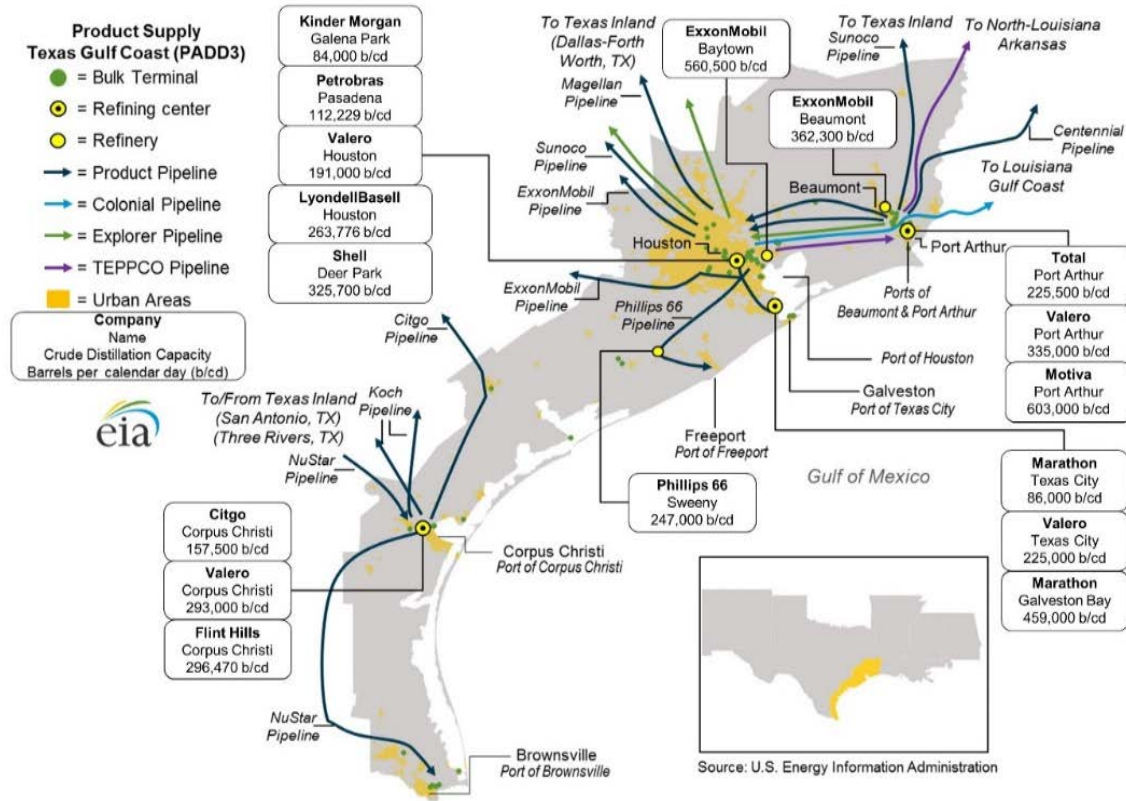 Product Supply
Texas Gulf Coast (PADD3)
= Bulk Terminal
= Refining center
= Refinery
= Product Pipeline
= Colonial Pipeline
= Explorer Pipeline
= TEPPCO Pipeline
= Urban Areas
Company
Name
Crude Distillation Capacity
Barrels per calendar day (b/cd)
eia
Kinder Morgan
Galena Park
84,000 b/cd
Petrobras
Pasadena
112,229 b/cd
Valero
Houston
191,000 b/cd
LyondellBasell
Houston
263,776 b/cd
Shell
Deer Park
325,700 b/cd
To Texas Inland
(Dallas-Forth
Worth, TX)
Magellan
Pipeline
Sunoco
Pipeline
ExxonMobil
Pipeline
ExxonMobil
Baytown
560,500 b/cd
To Texas Inland
Sunoco
Pipeline
To North-Louisiana
Arkansas
ExxonMobil
Beaumont
362,300 b/cd
Centennial
Pipeline
To Louisiana
Gulf Coast
Beaumont
Houston
Port Arthur
Ports of
Beaumont & Port Arthur
Total
Port Arthur
225,500 b/cd
Valero
Port Arthur
335,000 b/cd
Motiva
Port Arthur
603,000 b/cd
ExxonMobil
Pipeline
Phillips 66
Pipeline
Port of Houston
Galveston
Port of Texas City
Freeport
Port of Freeport
Citgo
Pipeline
Koch
Pipeline
To/From Texas Inland
(San Antonio, TX)
(Three Rivers, TX)
NuStar
Pipeline
Gulf of Mexico
Phillips 66
Sweeny
247,000 b/cd
Marathon
Texas City
86,000 b/cd
Valero
Texas City
225,000 b/cd
Marathon
Galveston Bay
459,000 b/cd
Citgo
Corpus Christi
157,500 b/cd
Valero
Corpus Christi
293,000 b/cd
Flint Hills
Corpus Christi
296,470 b/cd
Corpus Christi
Port of Corpus Christi
NuStar
Pipeline
Brownsville
Port of Brownsville
Source: U.S. Energy Information Administration